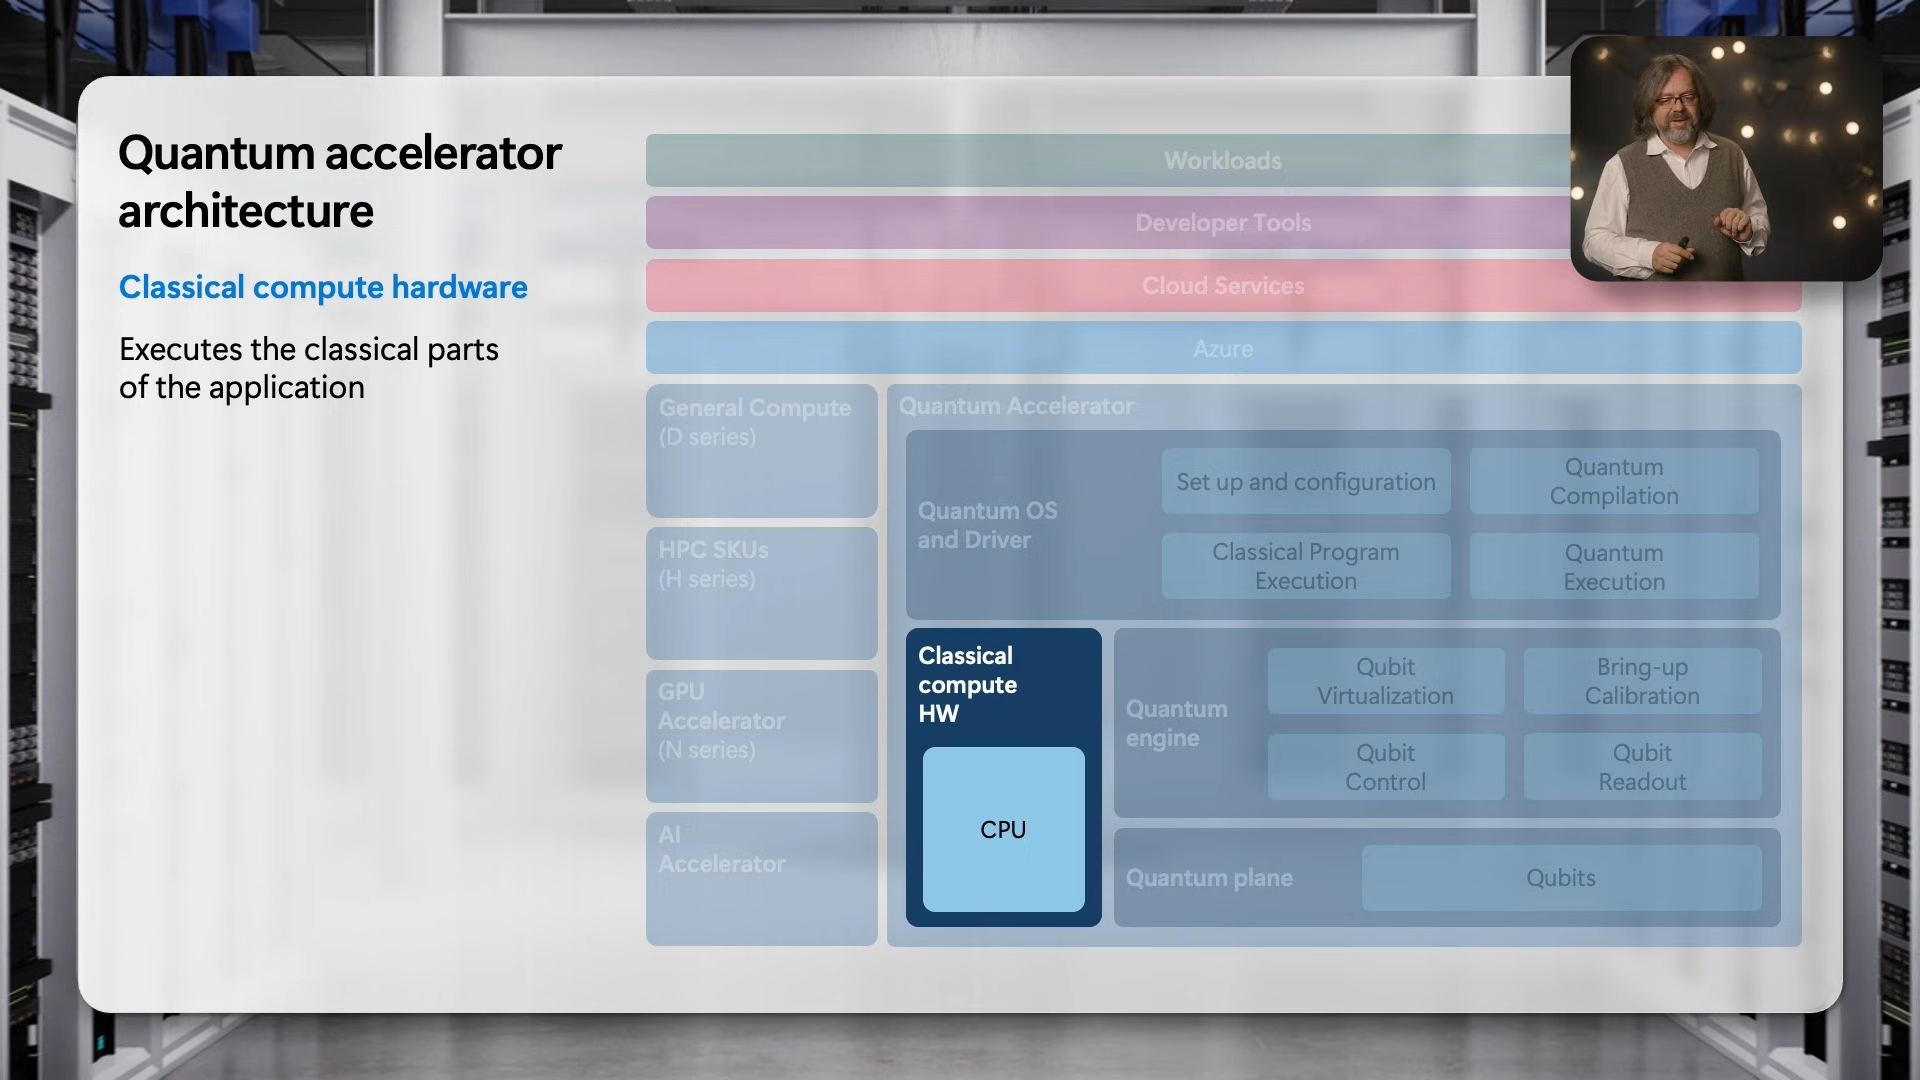 Quantum accelerator
architecture
Classical compute hardware
Executes the classical parts
of the application
Workloads
Developer Tools
Cloud Services
Azure
General Compute
(D series)
HPC SKUs
(H series)
GPU
Accelerator
(N series)
AI
Accelerator
Quantum Accelerator
Quantum OS
and Driver
Set up and configuration
Quantum
Compilation
Classical Program
Execution
Quantum
Execution
Classical
compute
HW
CPU
Quantum
engine
Qubit
Virtualization
Bring-up
Calibration
Qubit
Control
Qubit
Readout
Quantum plane
Qubits